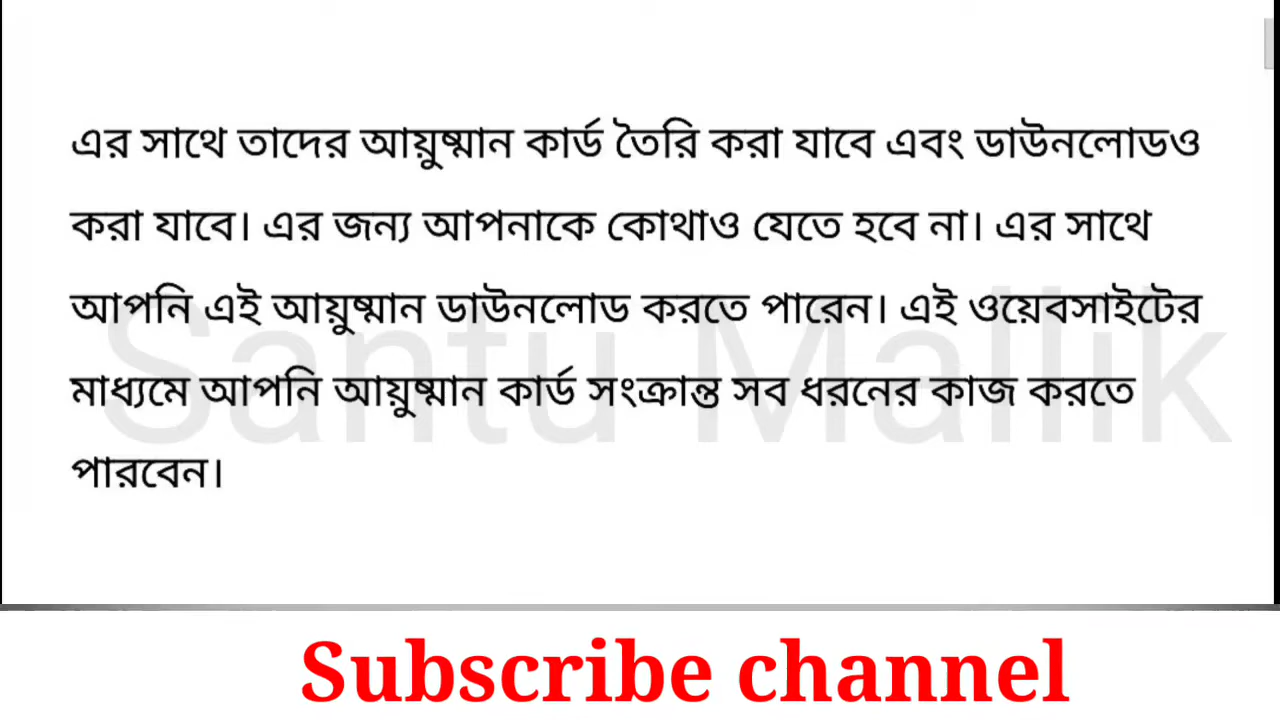 এর সাথে তাদের আয়ুষ্মান কার্ড তৈরি করা যাবে এবং ডাউনলোডও
করা যাবে। এর জন্য আপনাকে কোথাও যেতে হবে না। এর সাথে
আপনি এই আয়ুষ্মান ডাউনলোড করতে পারেন। এই ওয়েবসাইটের
মাধ্যমে আপনি আয়ুষ্মান কার্ড সংক্রান্ত সব ধরনের কাজ করতে
পারবেন।
Santu Mallik
Subscribe channel